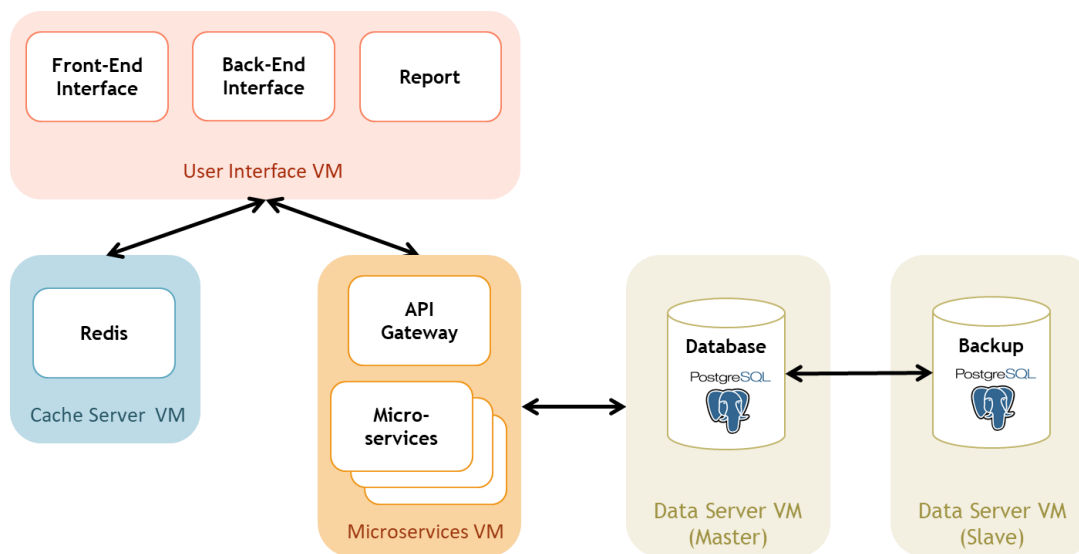 Front-End
Interface
Back-End
Interface
Report
User Interface VM
Redis
Cache Server VM
API
Gateway
Micro-
services
Microservices VM
Database
PostgreSQL
Data Server VM
(Master)
Backup
PostgreSQL
Data Server VM
(Slave)